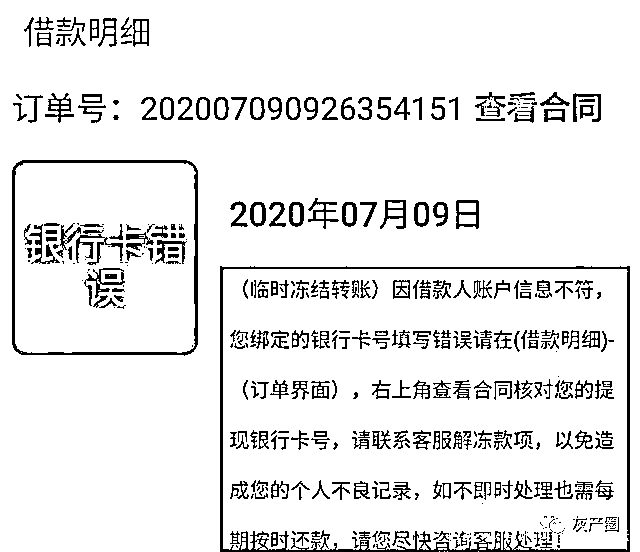 借款明细
订单号：202007090926354151 查看合同
银行卡错
误
2020年07月09日
（临时冻结转账）因借款人账户信息不符，
您绑定的银行卡号填写错误请在(借款明细)-
（订单界面），右上角查看合同核对您的提
现银行卡号，请联系客服解冻款项，以免造
成您的个人不良记录，如不即时处理也需每
期按时还款，请您尽快咨询客服处理！
灰产圈